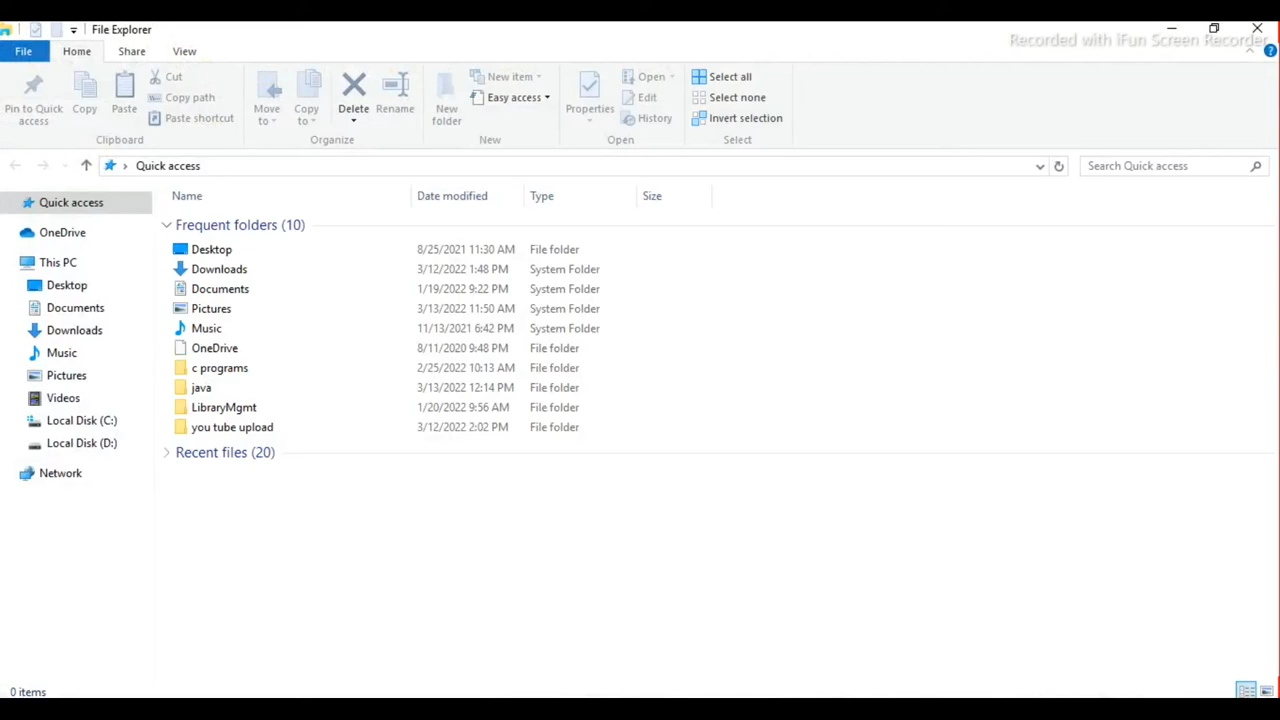 File Explorer
Recorded with iFun Screen Recorder
File Home Share View
Pin to Quick access
Copy
Paste
Cut
Copy path
Paste shortcut
Clipboard
Move to
Copy to
Delete
Rename
Organize
New folder
New item
Easy access
New
Properties
Open
Edit
History
Open
Select all
Select none
Invert selection
Select
Quick access
Search Quick access
Quick access
OneDrive
This PC
Desktop
Documents
Downloads
Music
Pictures
Videos
Local Disk (C:)
Local Disk (D:)
Network
Name Date modified Type Size
Frequent folders (10)
Desktop 8/25/2021 11:30 AM File folder
Downloads 3/12/2022 1:48 PM System Folder
Documents 1/19/2022 9:22 PM System Folder
Pictures 3/13/2022 11:50 AM System Folder
Music 11/13/2021 6:42 PM System Folder
OneDrive 8/11/2020 9:48 PM File folder
c programs 2/25/2022 10:13 AM File folder
java 3/13/2022 12:14 PM File folder
LibraryMgmt 1/20/2022 9:56 AM File folder
you tube upload 3/12/2022 2:02 PM File folder
Recent files (20)
0 items